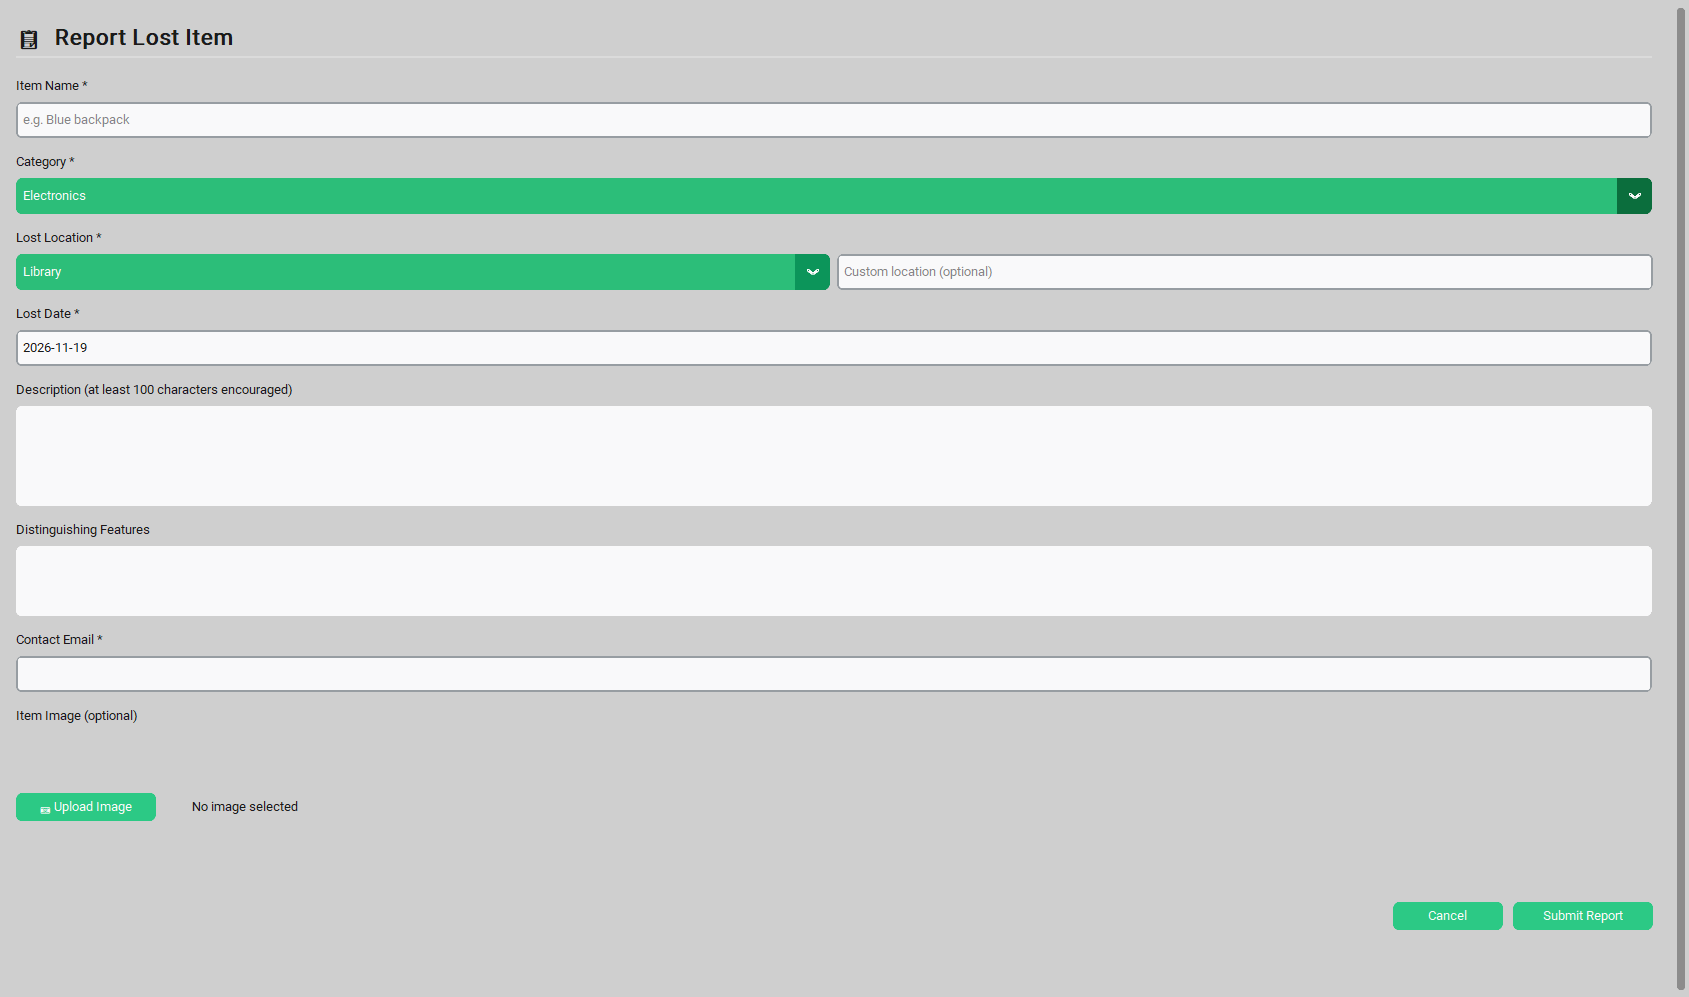 Report Lost Item
Item Name *
e.g. Blue backpack
Category *
Electronics
Lost Location *
Library
Custom location (optional)
Lost Date *
2026-11-19
Description (at least 100 characters encouraged)
Distinguishing Features
Contact Email *
Item Image (optional)
Upload Image
No image selected
Cancel
Submit Report